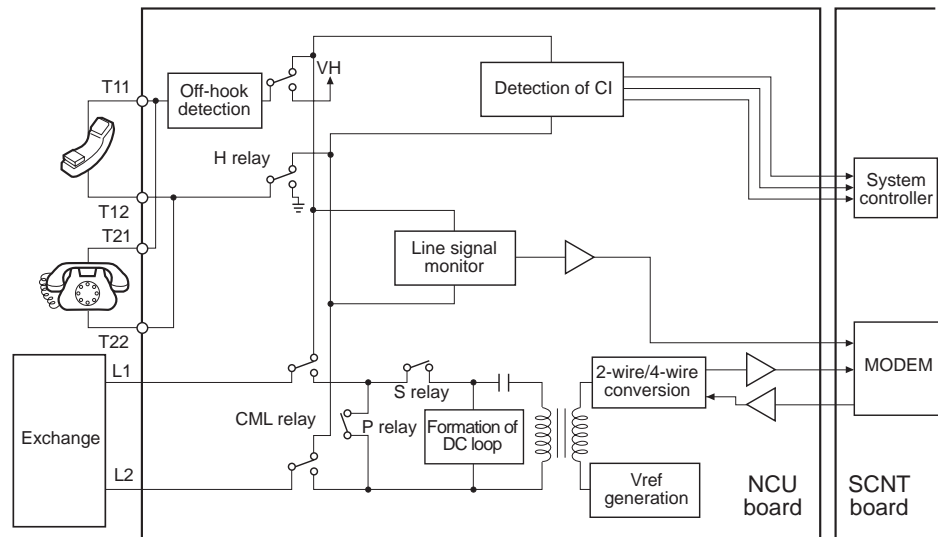 T11
Off-hook
detection
VH
Detection of CI
H relay
T12
System
controller
T21
Line signal
monitor
T22
L1
S relay
2-wire/4-wire
conversion
MODEM
Exchange
CML relay
P relay
Formation of
DC loop
L2
Vref
generation
NCU
board
SCNT
board